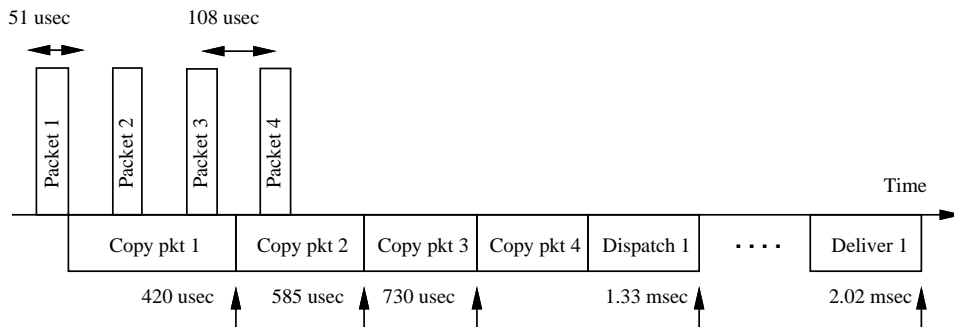 51 usec
108 usec
Packet 1
Packet 2
Packet 3
Packet 4
Time
Copy pkt 1
Copy pkt 2
Copy pkt 3
Copy pkt 4
Dispatch 1
. . . .
Deliver 1
420 usec
585 usec
730 usec
1.33 msec
2.02 msec